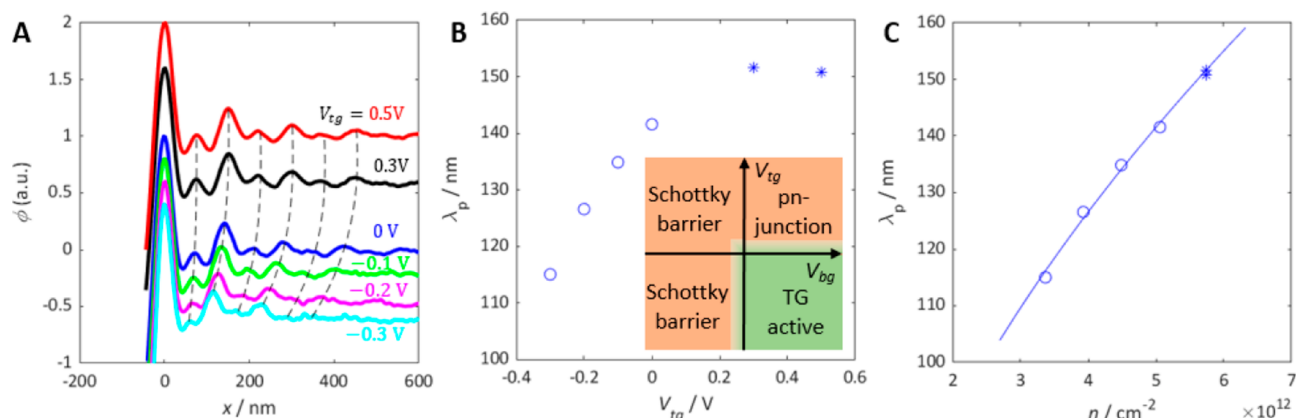 A
2
1.5
1
0.5
0
-0.5
-1
ϕ (a.u.)
V_tg = 0.5V
0.3V
0 V
−0.1 V
−0.2 V
−0.3 V
-200
0
200
400
600
x / nm
B
160
150
140
130
120
110
100
λ_p / nm
Schottky barrier
V_tg
pn-junction
V_bg
Schottky barrier
TG active
-0.4
-0.2
0
0.2
0.4
0.6
V_tg / V
C
160
150
140
130
120
110
100
λ_p / nm
2
3
4
5
6
7
n / cm⁻²
×10¹²